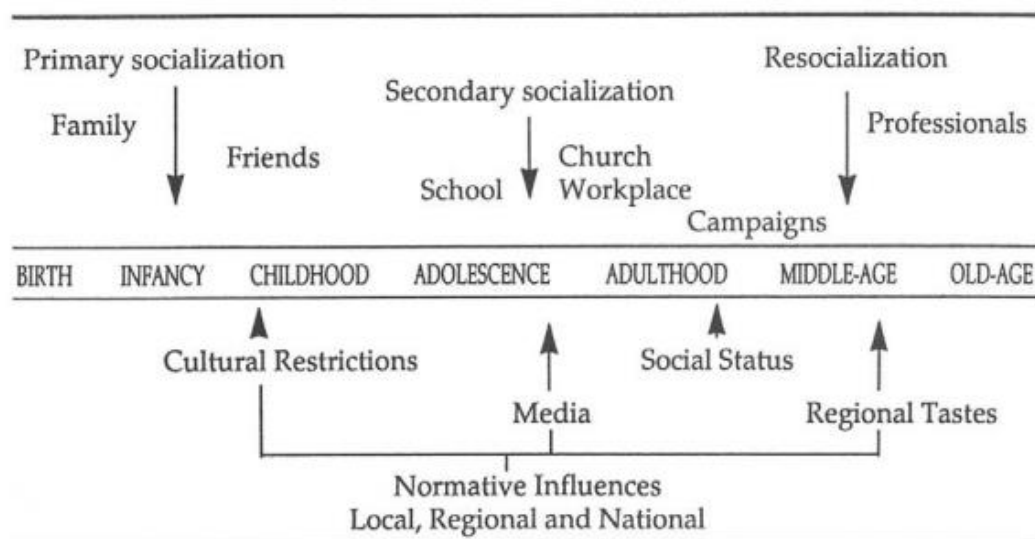 Primary socialization
Resocialization
Secondary socialization
Family
Professionals
Friends
Church
School
Workplace
Campaigns
BIRTH INFANCY CHILDHOOD ADOLESCENCE ADULTHOOD MIDDLE-AGE OLD-AGE
Cultural Restrictions
Social Status
Media
Regional Tastes
Normative Influences
Local, Regional and National